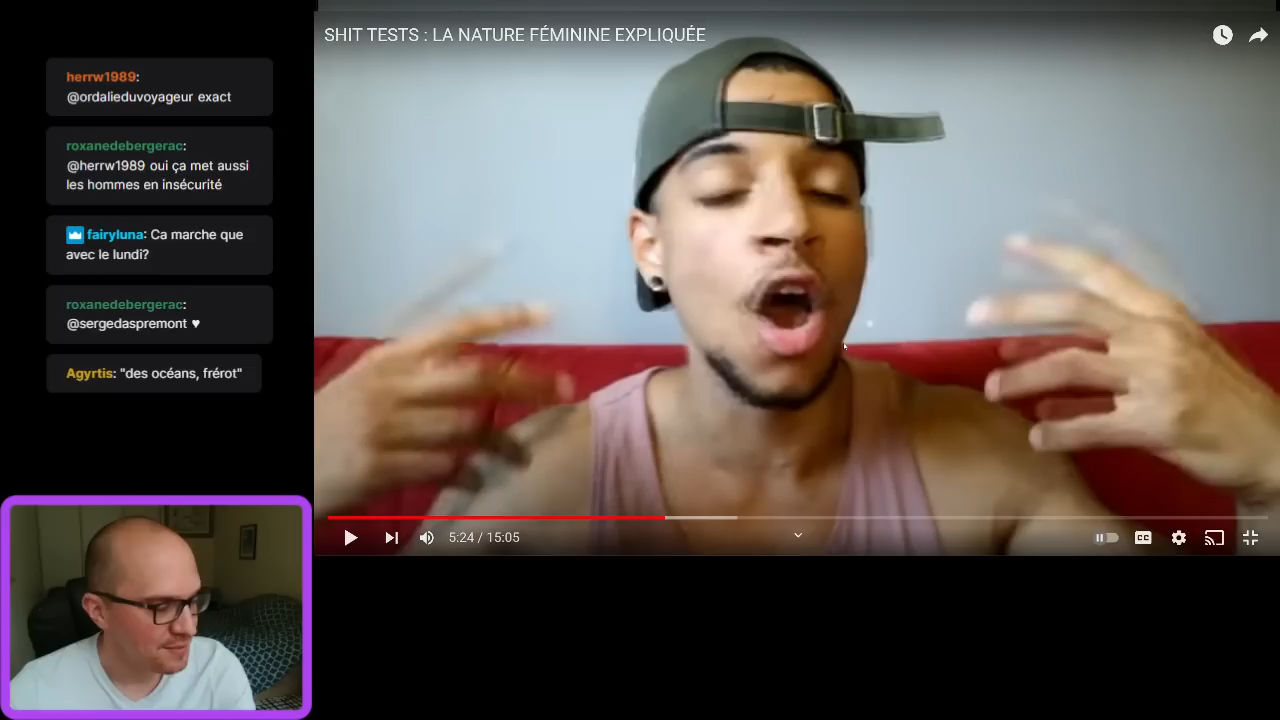 herrw1989:
@ordalieduvoyageur exact
roxanedebergerac:
@herrw1989 oui ça met aussi
les hommes en insécurité
fairyluna: Ca marche que
avec le lundi?
roxanedebergerac:
@sergedaspremont ♥
Agyrtis: "des océans, frérot"
SHIT TESTS : LA NATURE FÉMININE EXPLIQUÉE
5:24 / 15:05
CC